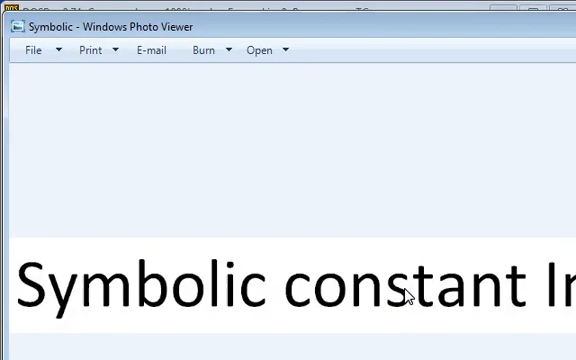 Symbolic - Windows Photo Viewer
File Print E-mail Burn Open
Symbolic constant